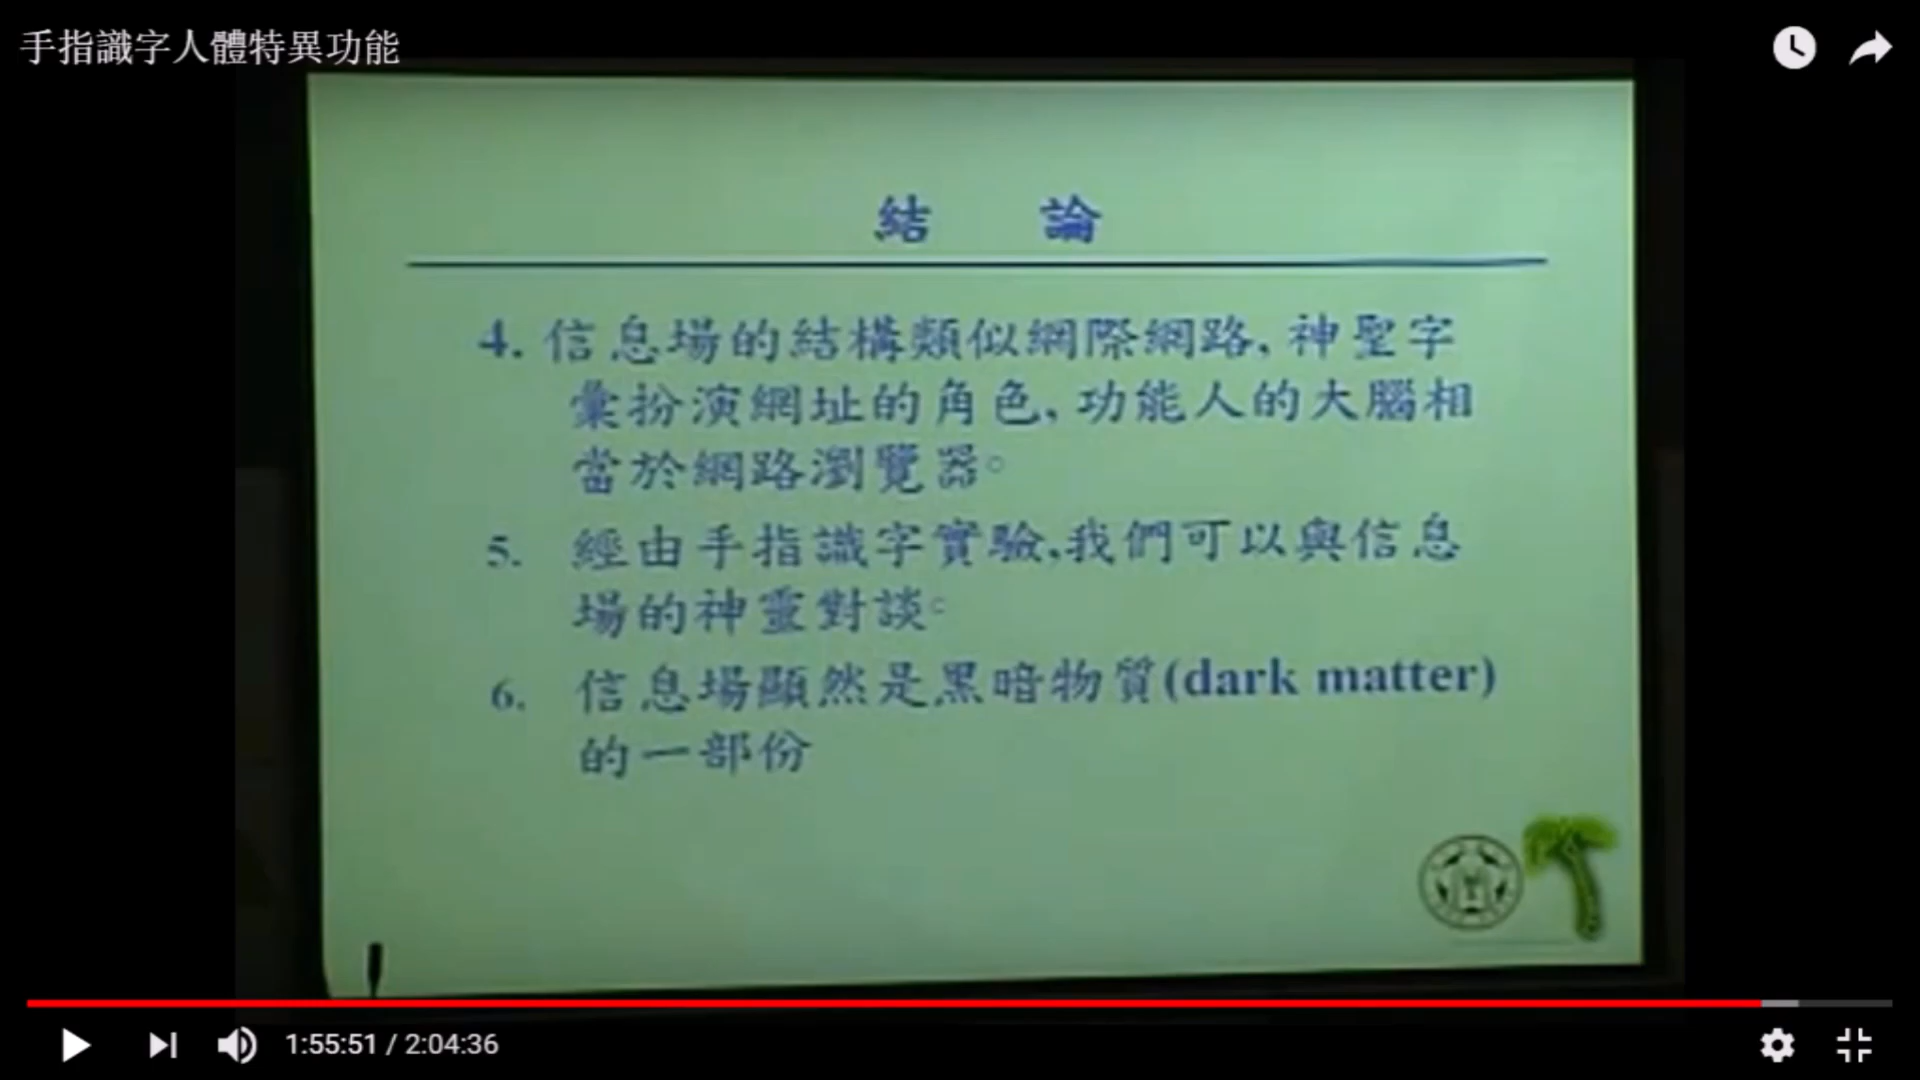 手指識字人體特異功能
結 論
4. 信息場的結構類似網際網路, 神聖字
彙扮演網址的角色, 功能人的大腦相
當於網路瀏覽器。
5. 經由手指識字實驗,我們可以與信息
場的神靈對談。
6. 信息場顯然是黑暗物質(dark matter)
的一部份
1:55:51 / 2:04:36